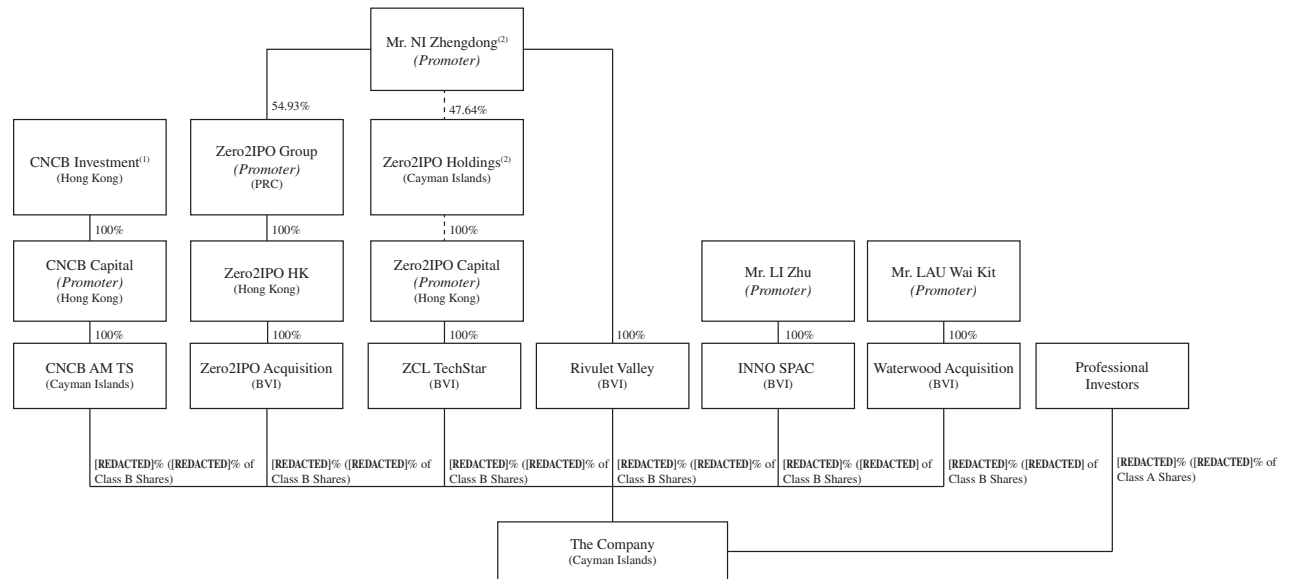 Mr. NI Zhengdong(2)
(Promoter)
54.93%
47.64%
CNCB Investment(1)
(Hong Kong)
Zero2IPO Group
(Promoter)
(PRC)
Zero2IPO Holdings(2)
(Cayman Islands)
100%
100%
100%
CNCB Capital
(Promoter)
(Hong Kong)
Zero2IPO HK
(Hong Kong)
Zero2IPO Capital
(Promoter)
(Hong Kong)
Mr. LI Zhu
(Promoter)
Mr. LAU Wai Kit
(Promoter)
100%
100%
100%
100%
100%
100%
CNCB AM TS
(Cayman Islands)
Zero2IPO Acquisition
(BVI)
ZCL TechStar
(BVI)
Rivulet Valley
(BVI)
INNO SPAC
(BVI)
Waterwood Acquisition
(BVI)
Professional
Investors
[REDACTED]% ([REDACTED]% of
Class B Shares)
[REDACTED]% ([REDACTED]% of
Class B Shares)
[REDACTED]% ([REDACTED]% of
Class B Shares)
[REDACTED]% ([REDACTED]% of
Class B Shares)
[REDACTED]% ([REDACTED] of
Class B Shares)
[REDACTED]% ([REDACTED] of
Class B Shares)
[REDACTED]% ([REDACTED]% of
Class A Shares)
The Company
(Cayman Islands)